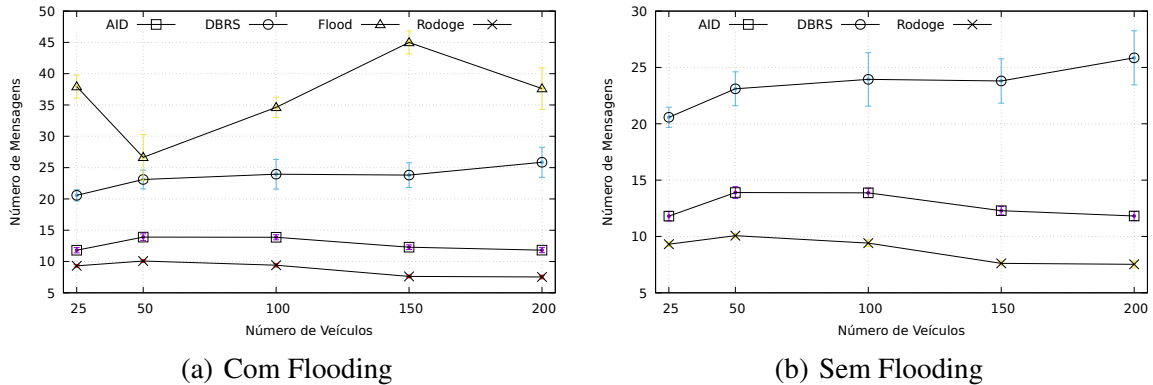 AID DBRS Flood Rodoge
50
45
40
35
30
25
20
15
10
5
Número de Mensagens
25 50 100 150 200
Número de Veículos
(a) Com Flooding
AID DBRS Rodoge
30
25
20
15
10
5
Número de Mensagens
25 50 100 150 200
Número de Veículos
(b) Sem Flooding